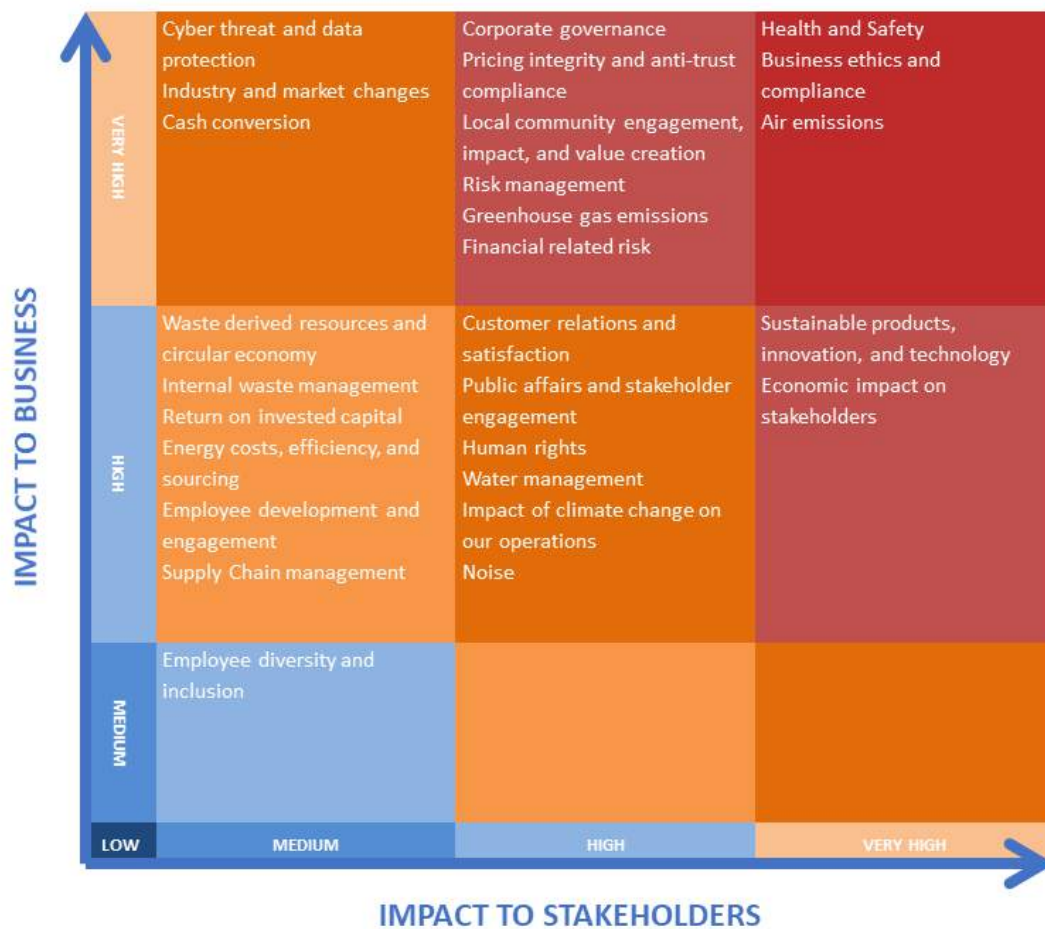 IMPACT TO BUSINESS
VERY HIGH
Cyber threat and data
protection
Industry and market changes
Cash conversion
Corporate governance
Pricing integrity and anti-trust
compliance
Local community engagement,
impact, and value creation
Risk management
Greenhouse gas emissions
Financial related risk
Health and Safety
Business ethics and
compliance
Air emissions
HIGH
Waste derived resources and
circular economy
Internal waste management
Return on invested capital
Energy costs, efficiency, and
sourcing
Employee development and
engagement
Supply Chain management
Customer relations and
satisfaction
Public affairs and stakeholder
engagement
Human rights
Water management
Impact of climate change on
our operations
Noise
Sustainable products,
innovation, and technology
Economic impact on
stakeholders
MEDIUM
Employee diversity and
inclusion
LOW
MEDIUM
HIGH
VERY HIGH
IMPACT TO STAKEHOLDERS